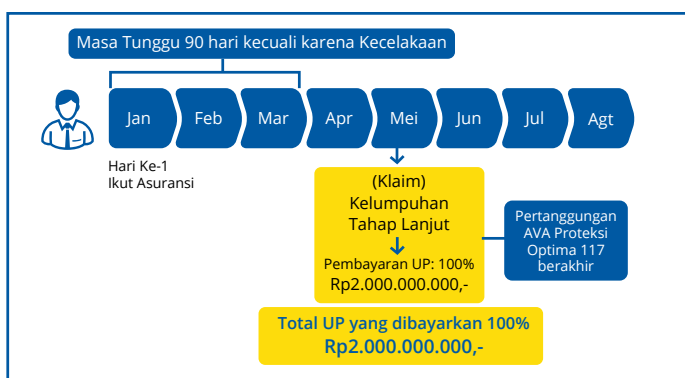 Masa Tunggu 90 hari kecuali karena Kecelakaan
Jan Feb Mar Apr Mei Jun Jul Agt
Hari Ke-1
Ikut Asuransi
(Klaim)
Kelumpuhan
Tahap Lanjut
Pembayaran UP: 100%
Rp2.000.000.000,-
Pertanggungan
AVA Proteksi
Optima 117
berakhir
Total UP yang dibayarkan 100%
Rp2.000.000.000,-